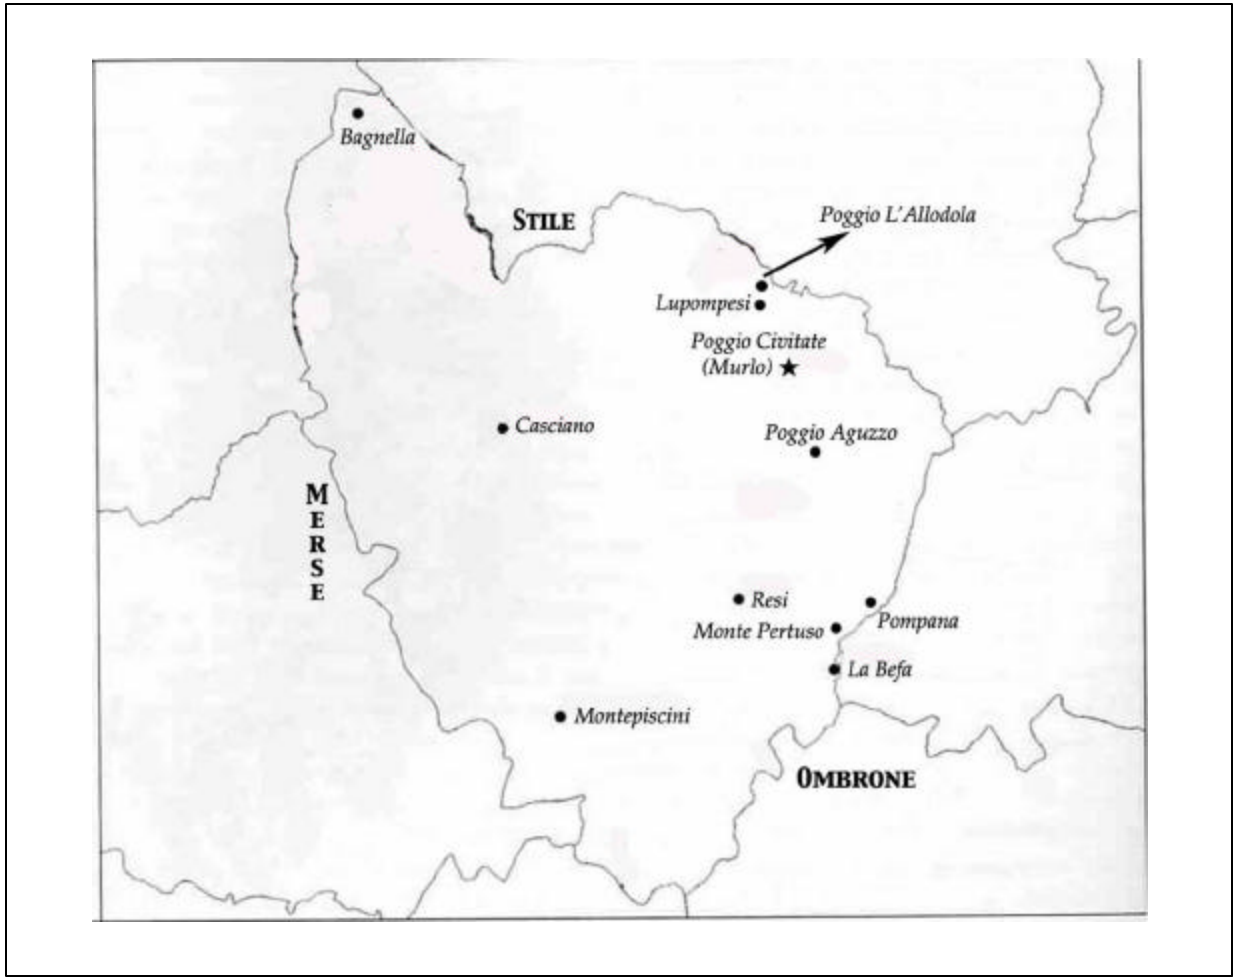 Bagnella
STILE
Poggio L'Allodola
Lupompesi
Poggio Civitate
(Murlo)
Casciano
Poggio Aguzzo
M
E
R
S
E
Resi
Monte Pertuso
Pompana
La Befa
Montepiscini
OMBRONE